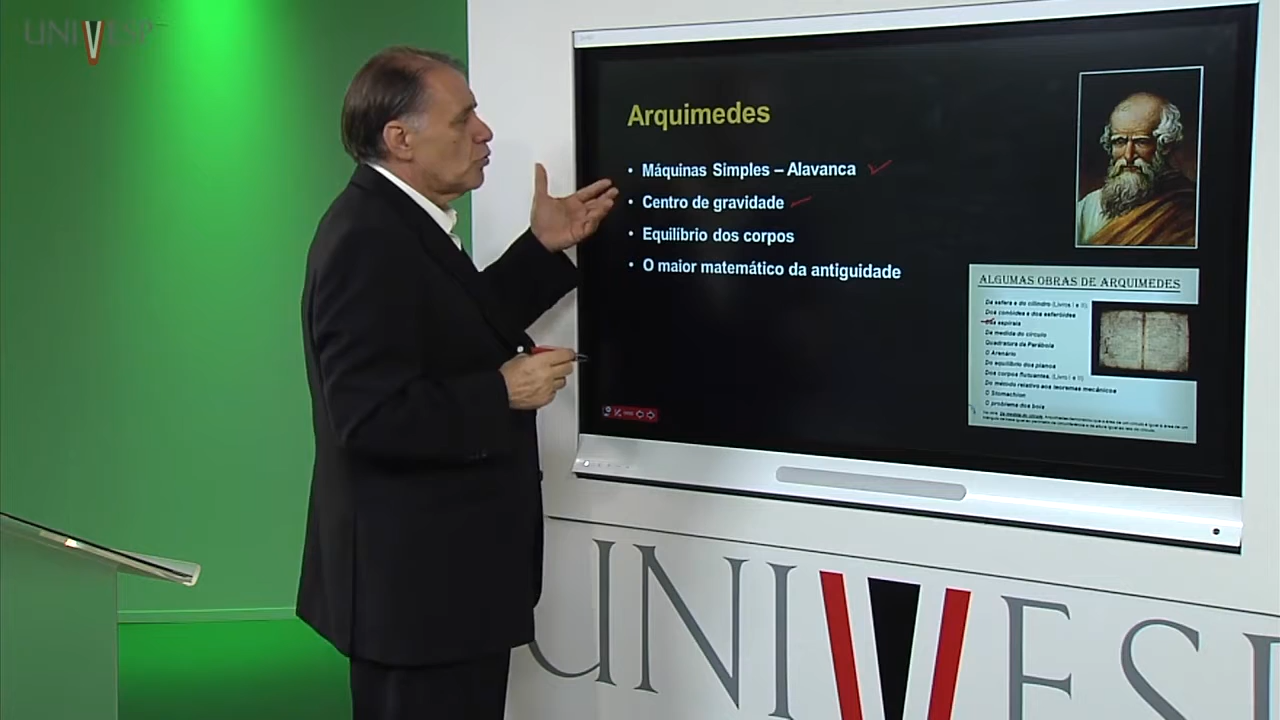 UNIVESP
Arquimedes
• Máquinas Simples – Alavanca
• Centro de gravidade
• Equilíbrio dos corpos
• O maior matemático da antiguidade
ALGUMAS OBRAS DE ARQUIMEDES
Da esfera e do cilindro (Livros I e II)
Dos conóides e dos esferóides
Das espirais
Da medida do círculo
Quadratura da Parábola
O Arenário
Do equilíbrio dos planos
Dos corpos flutuantes, (Livro I e II)
Do método relativo aos teoremas mecânicos
O Stomachion
O problema dos bois
UNIVESP